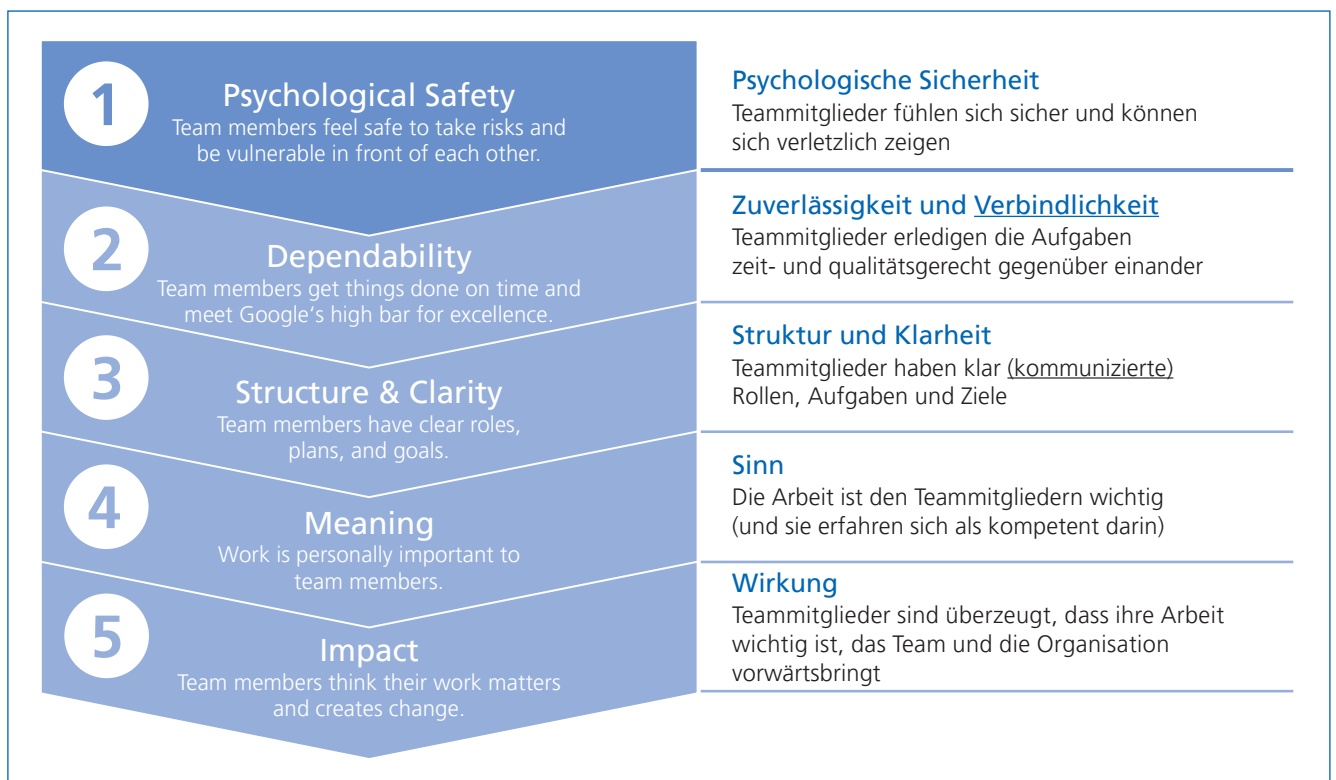 1
Psychological Safety
Team members feel safe to take risks and
be vulnerable in front of each other.
Psychologische Sicherheit
Teammitglieder fühlen sich sicher und können
sich verletzlich zeigen
2
Dependability
Team members get things done on time and
meet Google’s high bar for excellence.
Zuverlässigkeit und Verbindlichkeit
Teammitglieder erledigen die Aufgaben
zeit- und qualitätsgerecht gegenüber einander
3
Structure & Clarity
Team members have clear roles,
plans, and goals.
Struktur und Klarheit
Teammitglieder haben klar (kommunizierte)
Rollen, Aufgaben und Ziele
4
Meaning
Work is personally important to
team members.
Sinn
Die Arbeit ist den Teammitgliedern wichtig
(und sie erfahren sich als kompetent darin)
5
Impact
Team members think their work matters
and creates change.
Wirkung
Teammitglieder sind überzeugt, dass ihre Arbeit
wichtig ist, das Team und die Organisation
vorwärtsbringt